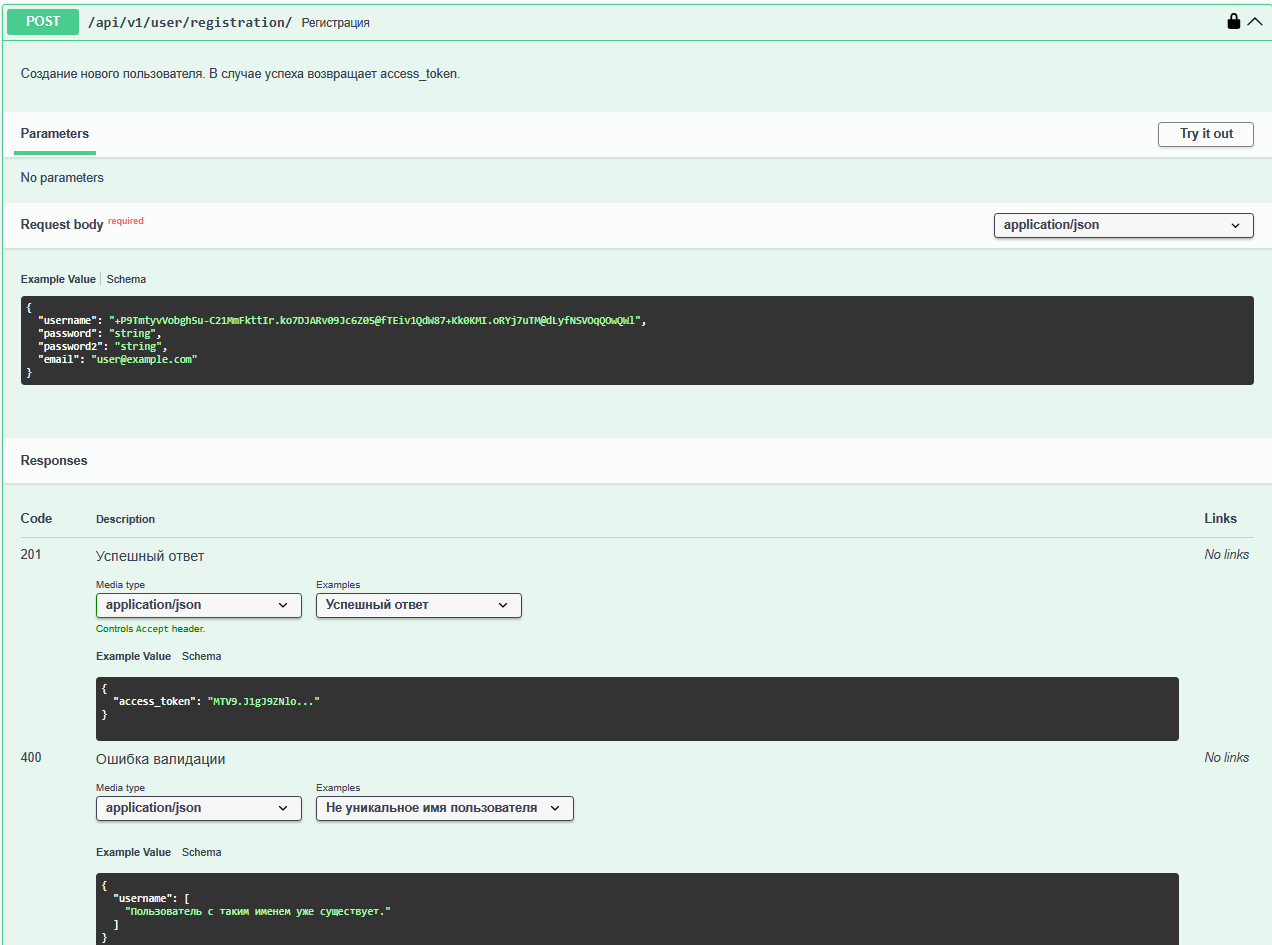 POST /api/v1/user/registration/ Регистрация
Создание нового пользователя. В случае успеха возвращает access_token.
Parameters
Try it out
No parameters
Request body required
application/json
Example Value Schema
{
"username": "+P9TmtyvVobgh5u-C21MmFkttIr.ko7DJARv09Jc6Z05@fTEiv1QdW87+Kk0KMI.oRYj7uTM@dLyfNSVOqQOwQWl",
"password": "string",
"password2": "string",
"email": "user@example.com"
}
Responses
Code Description Links
201 Успешный ответ No links
Media type Examples
application/json Успешный ответ
Controls Accept header.
Example Value Schema
{
"access_token": "MTV9.J1gJ9ZNlo..."
}
400 Ошибка валидации No links
Media type Examples
application/json Не уникальное имя пользователя
Example Value Schema
{
"username": [
"Пользователь с таким именем уже существует."
]
}